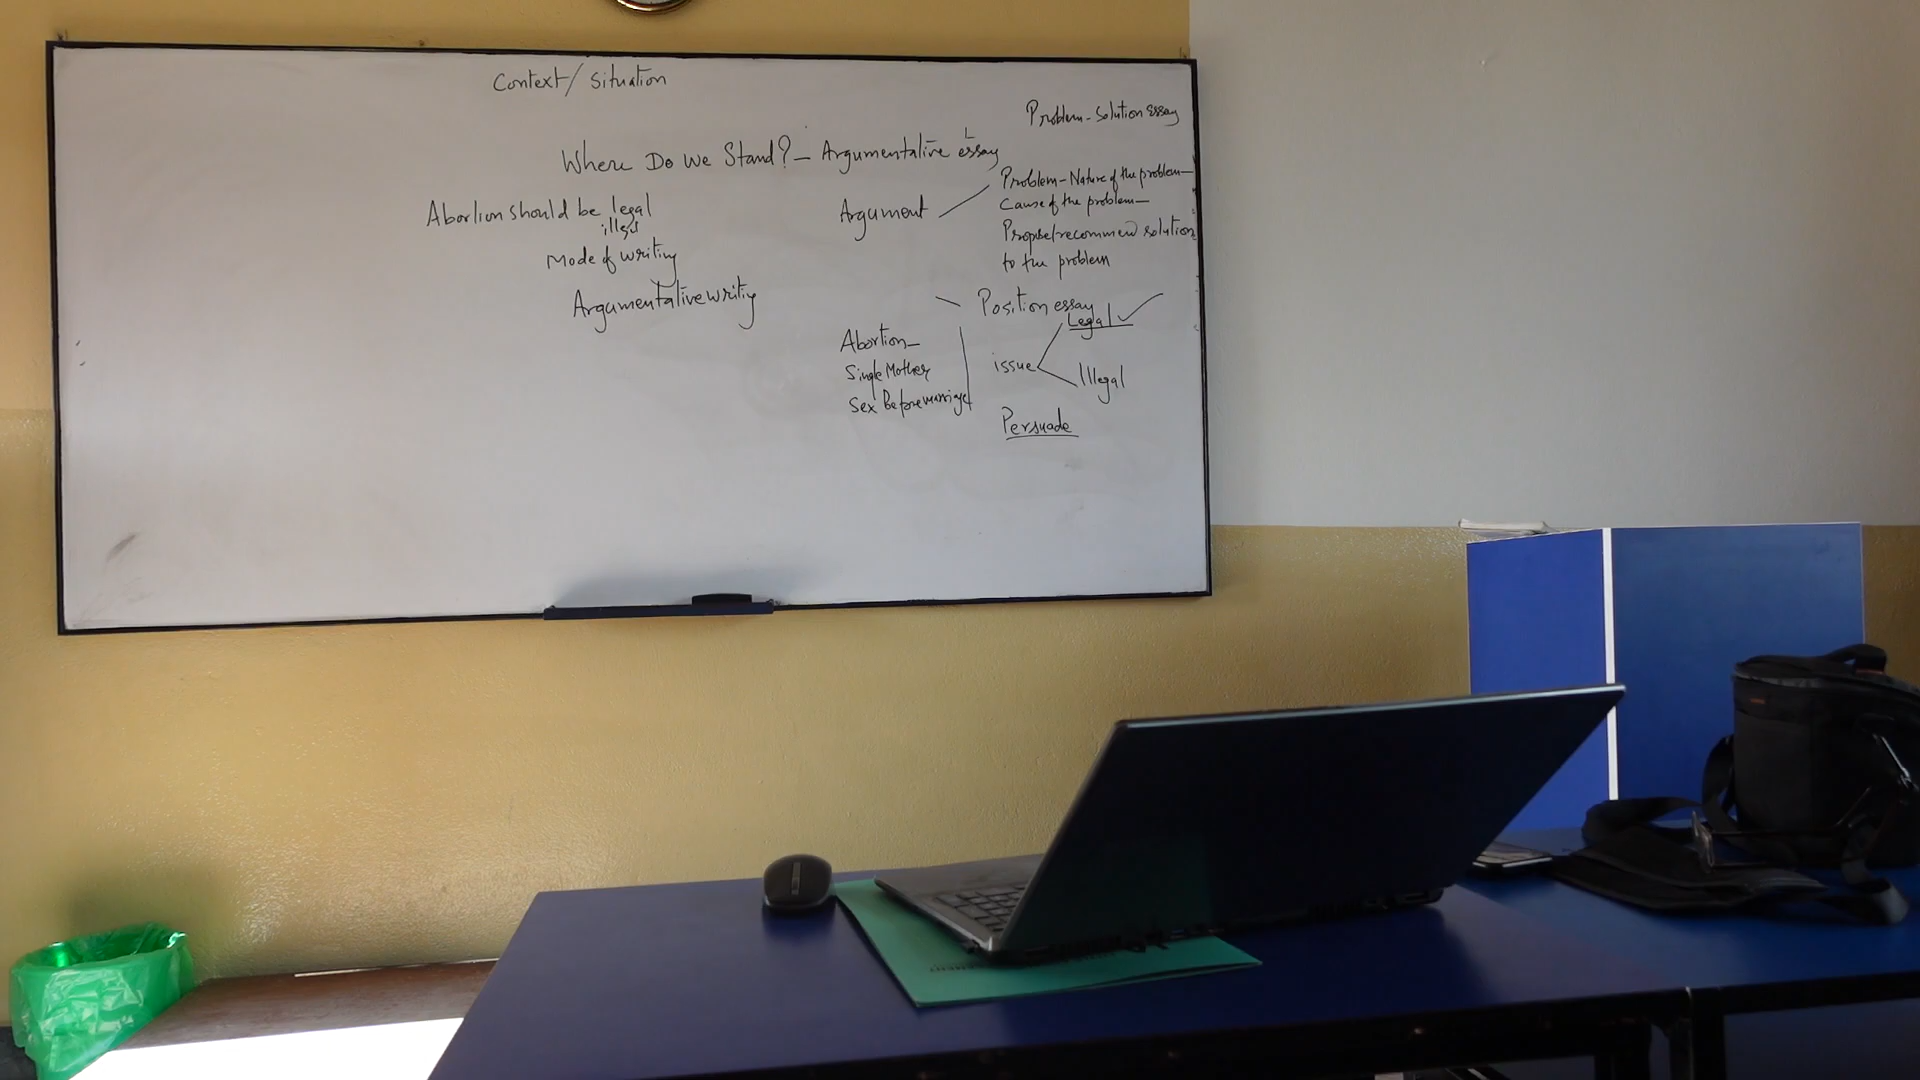 Context/ Situation
Problem-Solution essay
Where Do We Stand? - Argumentative essay
Abortion should be legal
illegal
Mode of writing
Argumentative writing
Argument
Problem - Nature of the problem -
Cause of the problem -
Propose/recommend solution
to the problem
Position essay
Legal
issue
Illegal
Persuade
Abortion -
Single Mother
Sex Before marriage